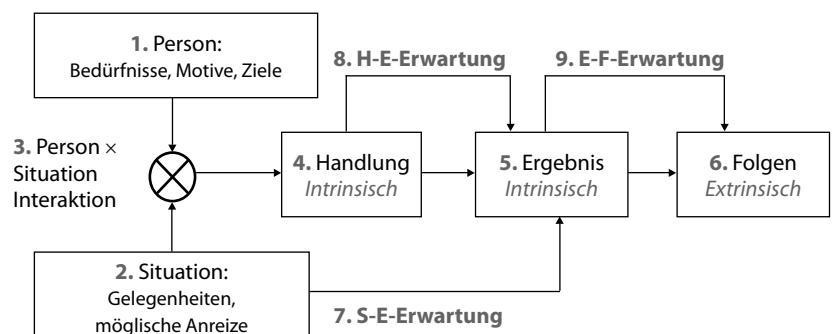 1. Person:
Bedürfnisse, Motive, Ziele
8. H-E-Erwartung
9. E-F-Erwartung
3. Person ×
Situation
Interaktion
4. Handlung
Intrinsisch
5. Ergebnis
Intrinsisch
6. Folgen
Extrinsisch
2. Situation:
Gelegenheiten,
möglische Anreize
7. S-E-Erwartung